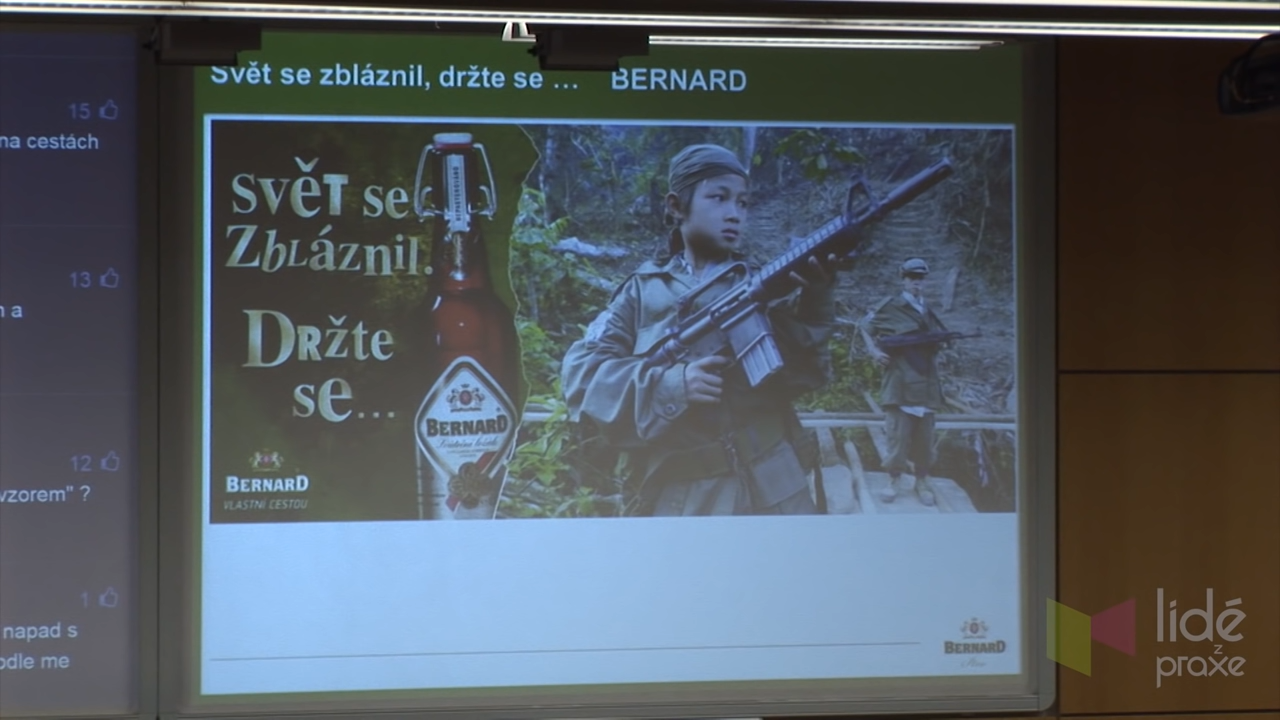 Svět se zbláznil, držte se ... BERNARD
15
na cestách
13
n a
12
vzorem" ?
1
napad s
odle me
Svět se
Zbláznil.
Držte
se...
BERNARD
VLASTNÍ CESTOU
BERNARD
BERNARD
lidé
z
praxe